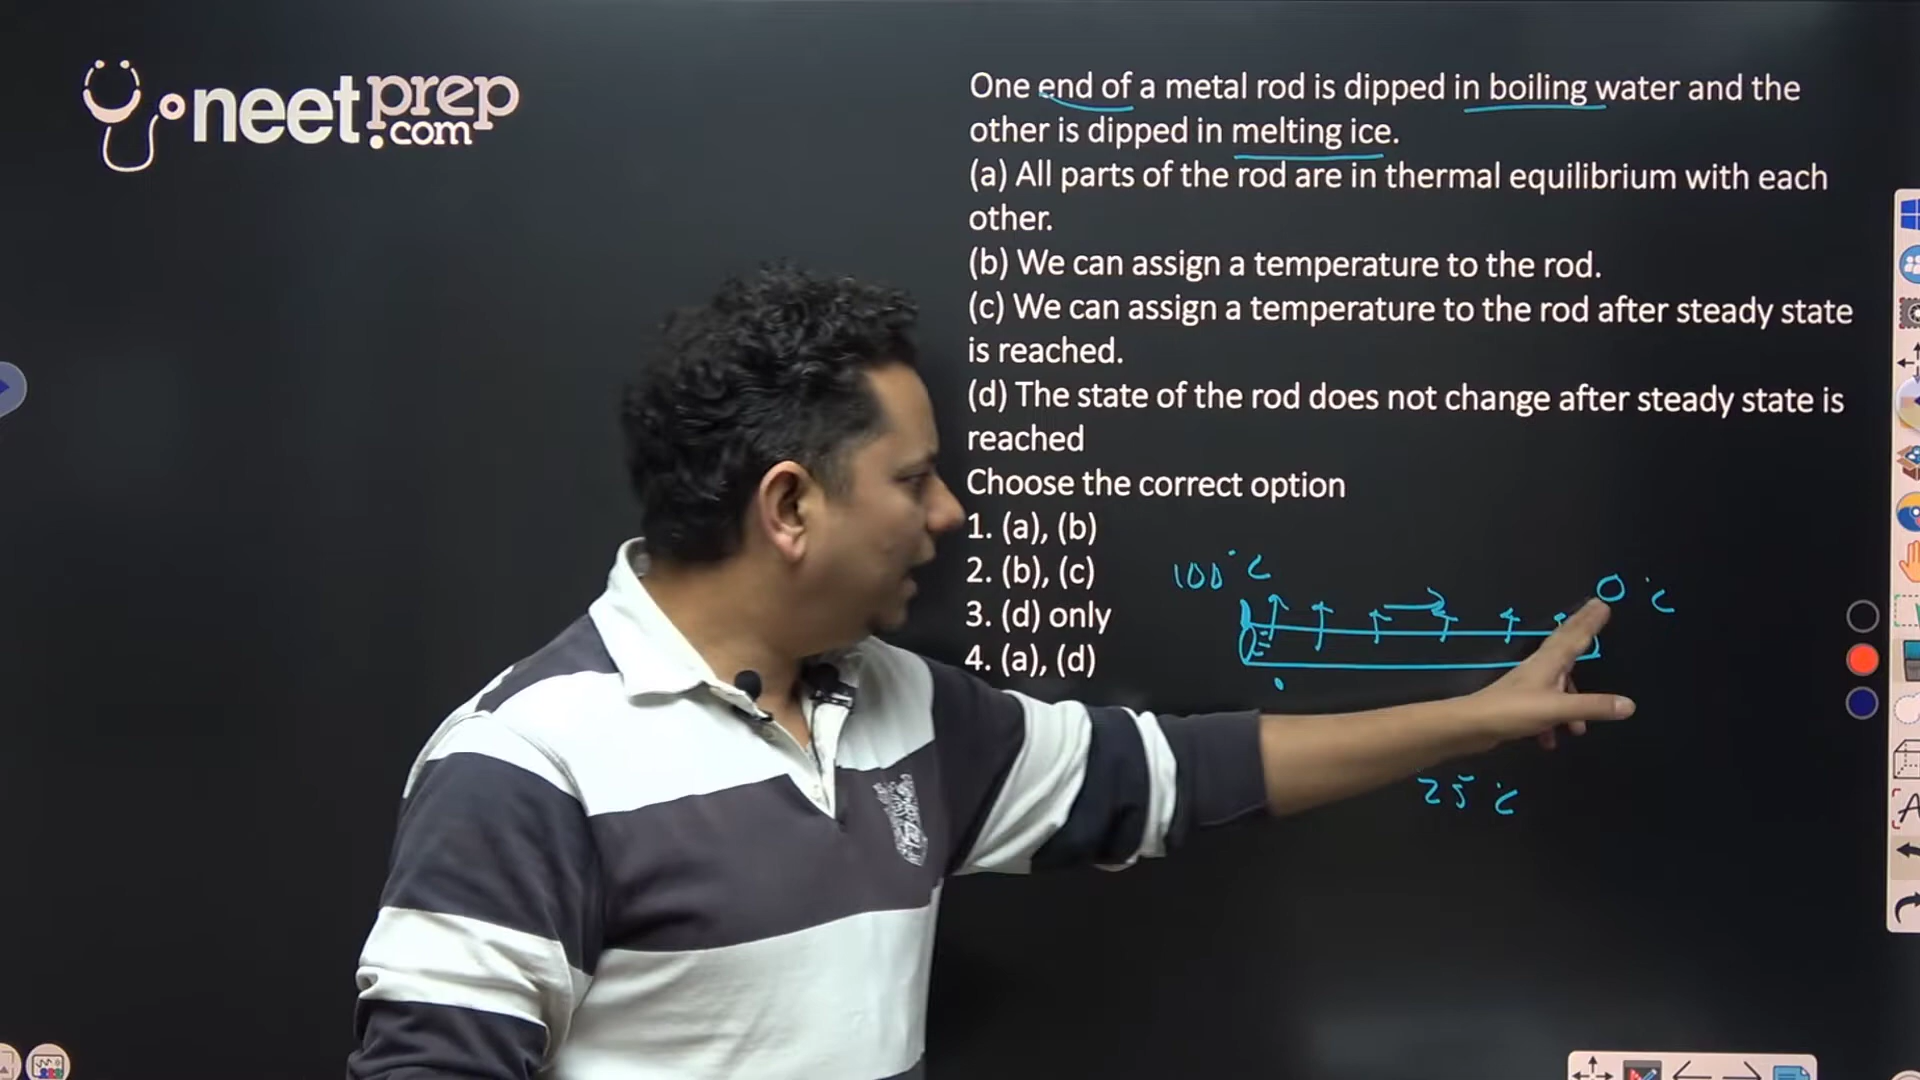 neetprep
.com
One end of a metal rod is dipped in boiling water and the
other is dipped in melting ice.
(a) All parts of the rod are in thermal equilibrium with each
other.
(b) We can assign a temperature to the rod.
(c) We can assign a temperature to the rod after steady state
is reached.
(d) The state of the rod does not change after steady state is
reached
Choose the correct option
1. (a), (b)
2. (b), (c)
3. (d) only
4. (a), (d)
100°C
0°C
25°C